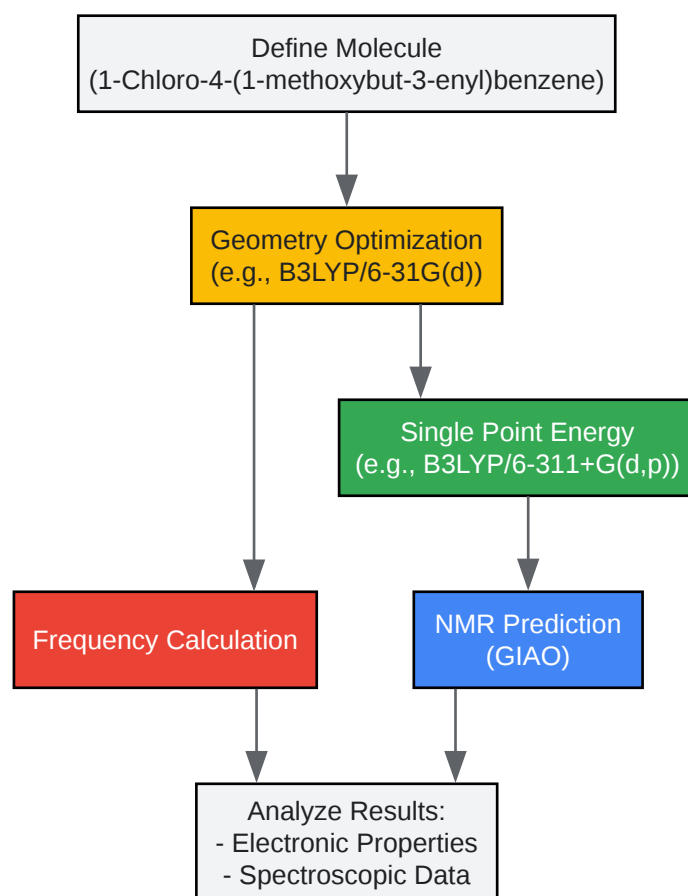 Define Molecule
(1-Chloro-4-(1-methoxybut-3-enyl)benzene)
Geometry Optimization
(e.g., B3LYP/6-31G(d))
Single Point Energy
(e.g., B3LYP/6-311+G(d,p))
Frequency Calculation
NMR Prediction
(GIAO)
Analyze Results:
- Electronic Properties
- Spectroscopic Data